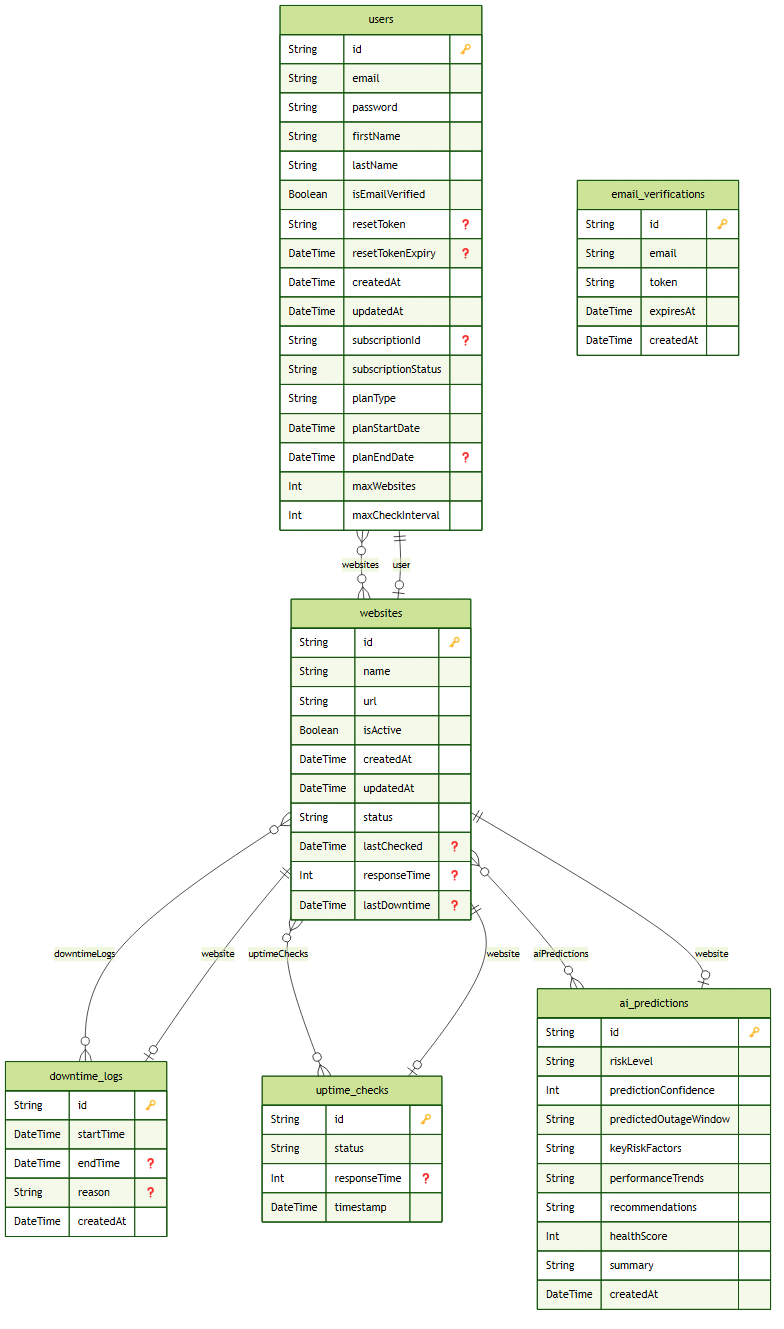 users
String id
String email
String password
String firstName
String lastName
Boolean isEmailVerified
String resetToken ?
DateTime resetTokenExpiry ?
DateTime createdAt
DateTime updatedAt
String subscriptionId ?
String subscriptionStatus
String planType
DateTime planStartDate
DateTime planEndDate ?
Int maxWebsites
Int maxCheckInterval
email_verifications
String id
String email
String token
DateTime expiresAt
DateTime createdAt
websites user
websites
String id
String name
String url
Boolean isActive
DateTime createdAt
DateTime updatedAt
String status
DateTime lastChecked ?
Int responseTime ?
DateTime lastDowntime ?
downtimeLogs website uptimeChecks website aiPredictions website
downtime_logs
String id
DateTime startTime
DateTime endTime ?
String reason ?
DateTime createdAt
uptime_checks
String id
String status
Int responseTime ?
DateTime timestamp
ai_predictions
String id
String riskLevel
Int predictionConfidence
String predictedOutageWindow
String keyRiskFactors
String performanceTrends
String recommendations
Int healthScore
String summary
DateTime createdAt